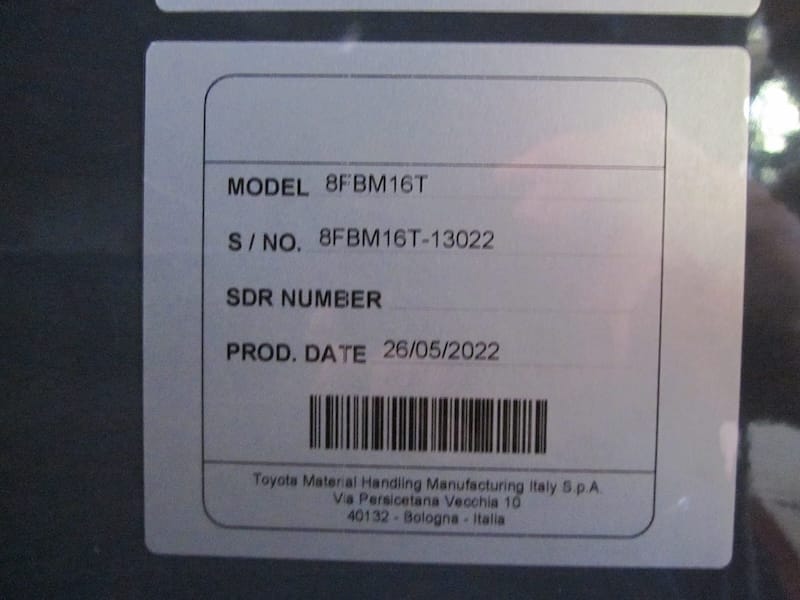 MODEL 8FBM16T
S / NO. 8FBM16T-13022
SDR NUMBER
PROD. DATE 26/05/2022
Toyota Material Handling Manufacturing Italy S.p.A.
Via Persicetana Vecchia 10
40132 - Bologna - Italia